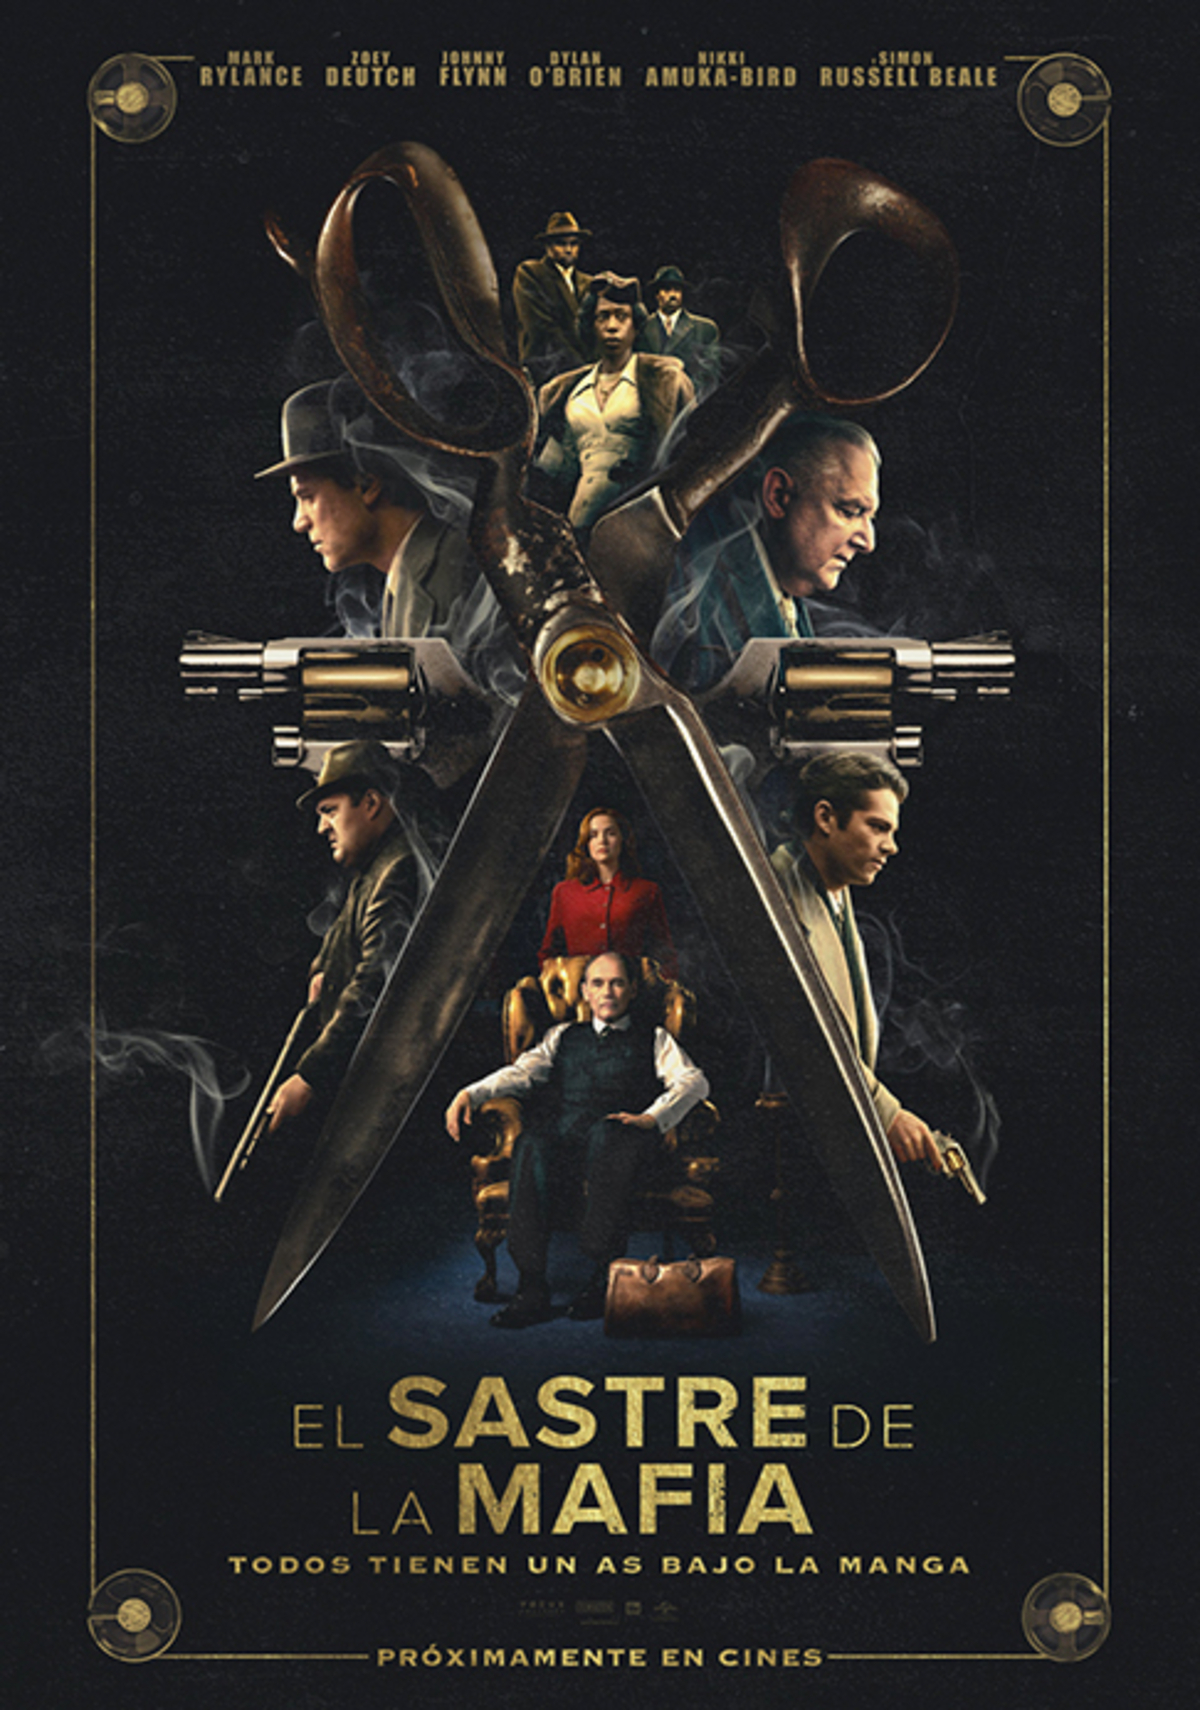 MARK RYLANCE ZOEY DEUTCH JOHNNY FLYNN DYLAN O'BRIEN NIKKI AMUKA-BIRD SIMON RUSSELL BEALE
EL SASTRE DE
LA MAFIA
TODOS TIENEN UN AS BAJO LA MANGA
PRÓXIMAMENTE EN CINES